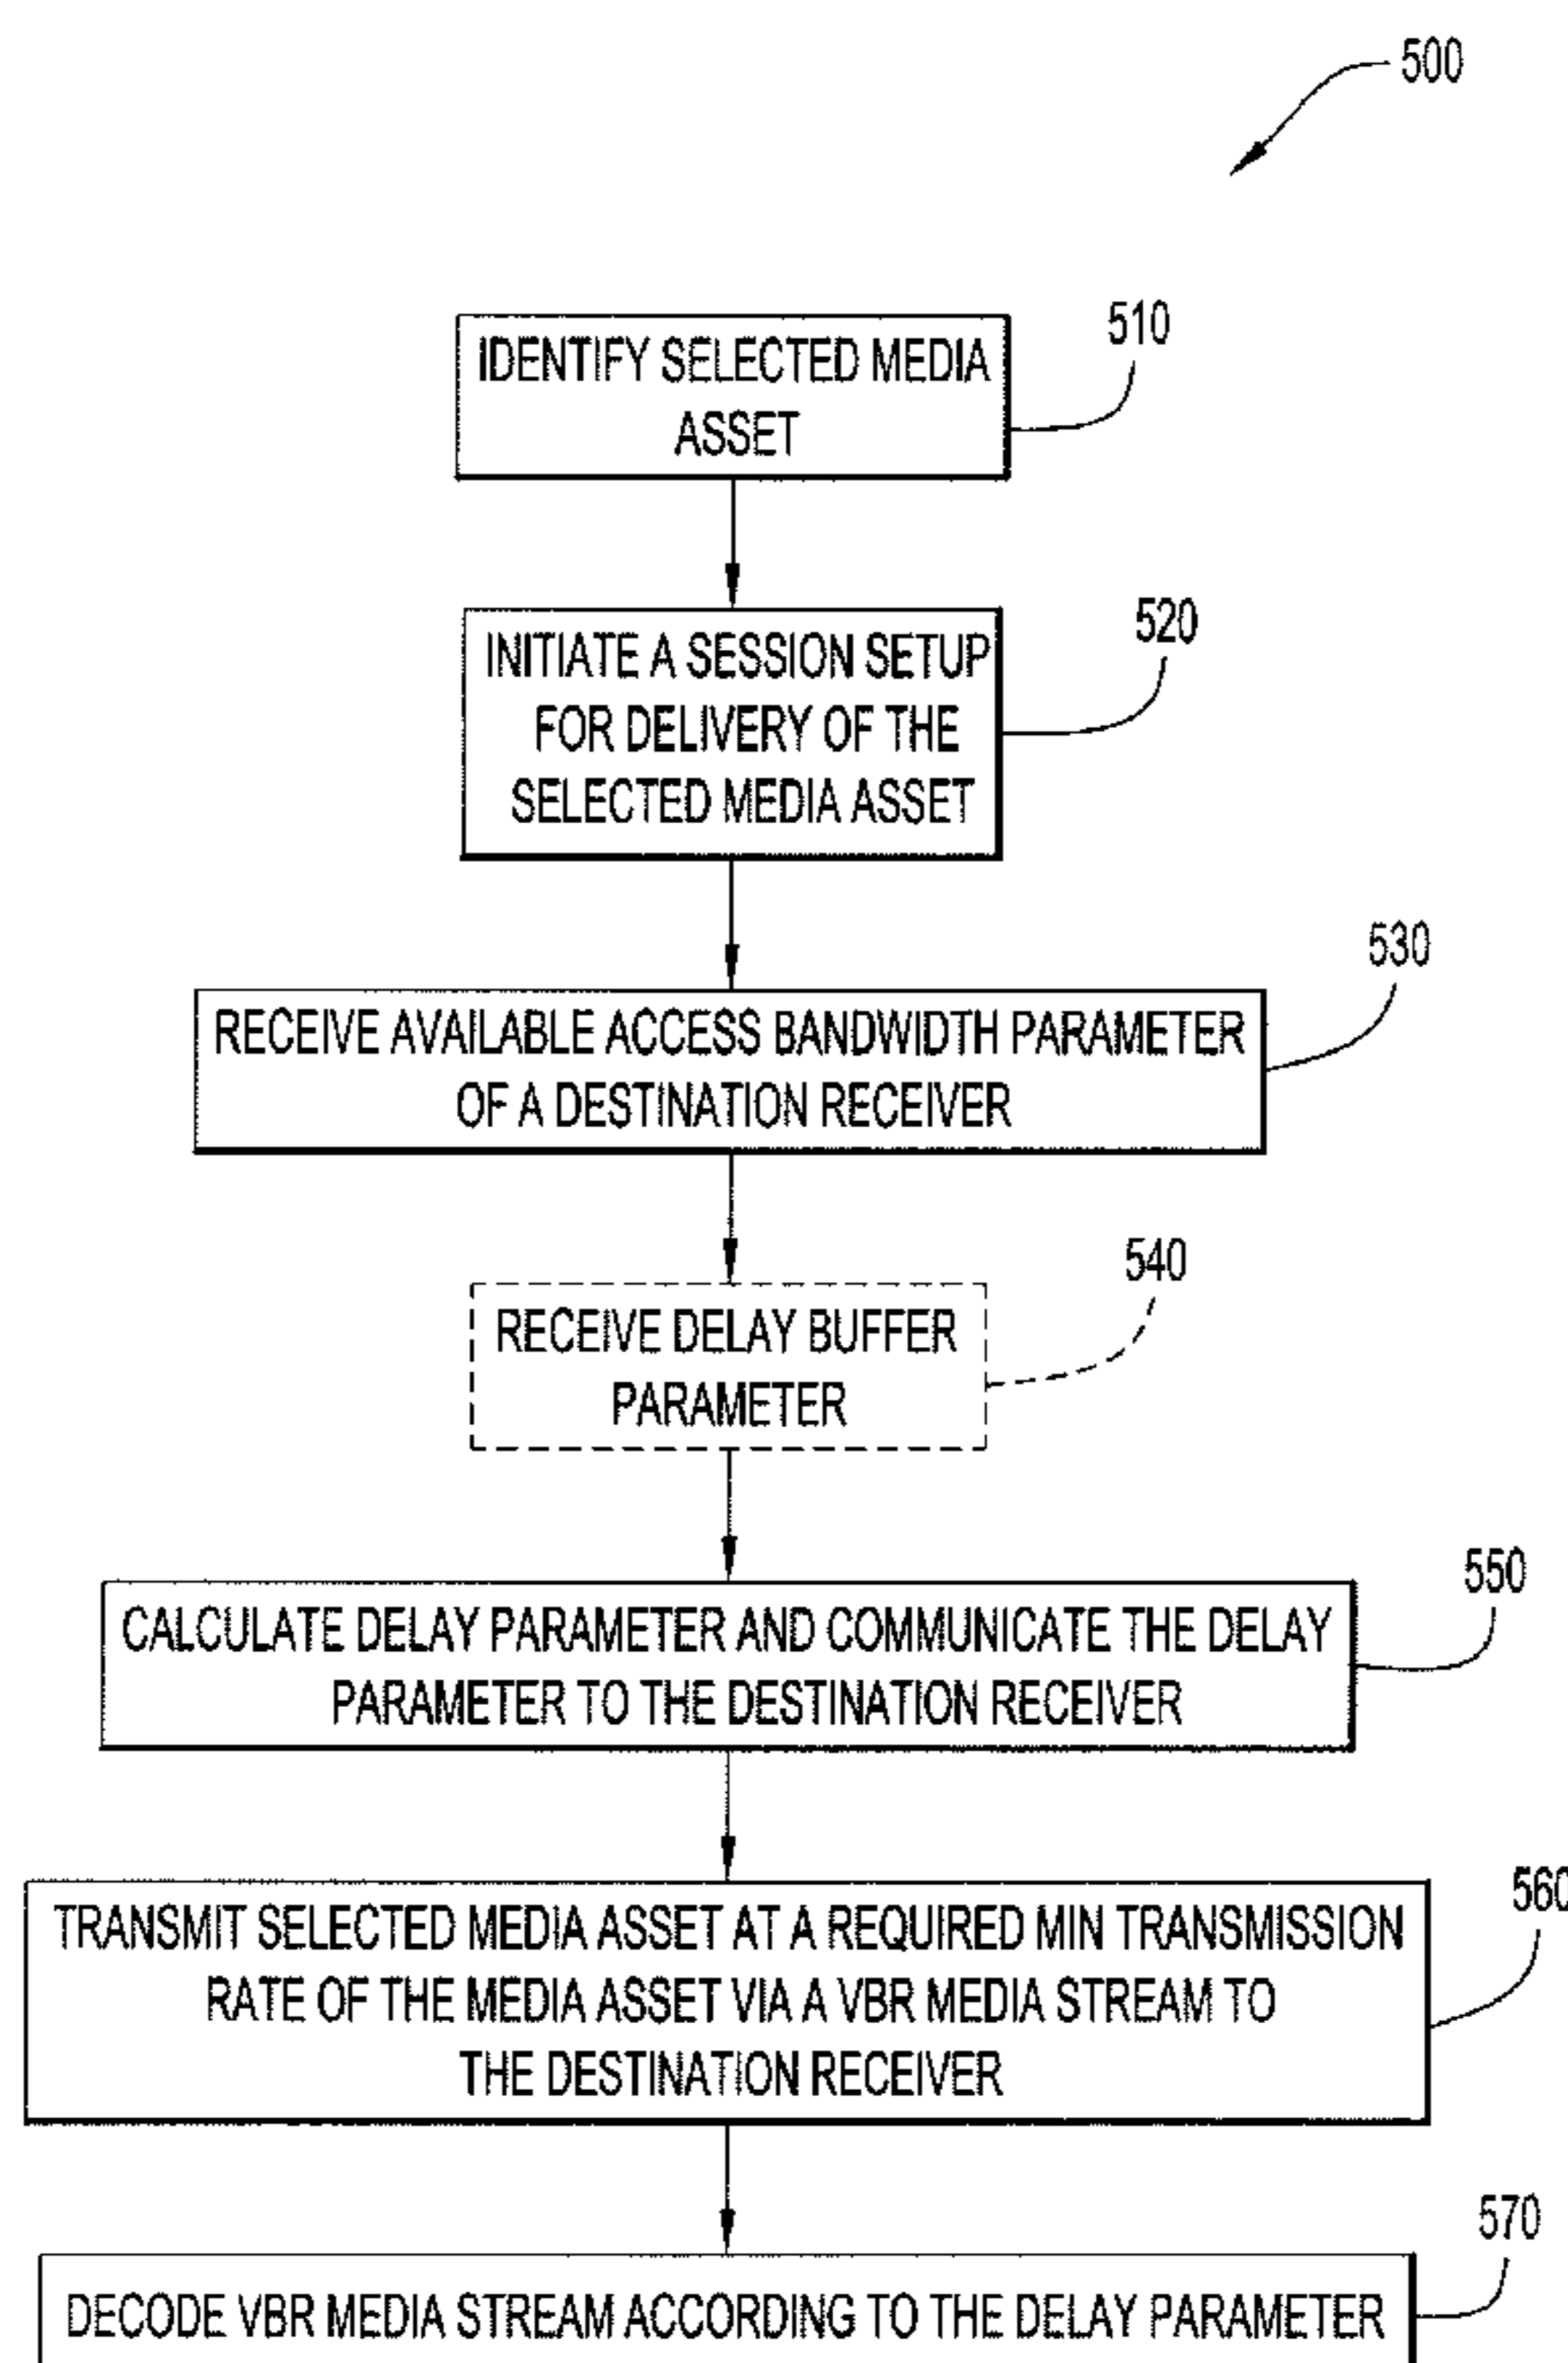 500
510
IDENTIFY SELECTED MEDIA
ASSET
520
INITIATE A SESSION SETUP
FOR DELIVERY OF THE
SELECTED MEDIA ASSET
530
RECEIVE AVAILABLE ACCESS BANDWIDTH PARAMETER
OF A DESTINATION RECEIVER
540
RECEIVE DELAY BUFFER
PARAMETER
550
CALCULATE DELAY PARAMETER AND COMMUNICATE THE DELAY
PARAMETER TO THE DESTINATION RECEIVER
560
TRANSMIT SELECTED MEDIA ASSET AT A REQUIRED MIN TRANSMISSION
RATE OF THE MEDIA ASSET VIA A VBR MEDIA STREAM TO
THE DESTINATION RECEIVER
570
DECODE VBR MEDIA STREAM ACCORDING TO THE DELAY PARAMETER